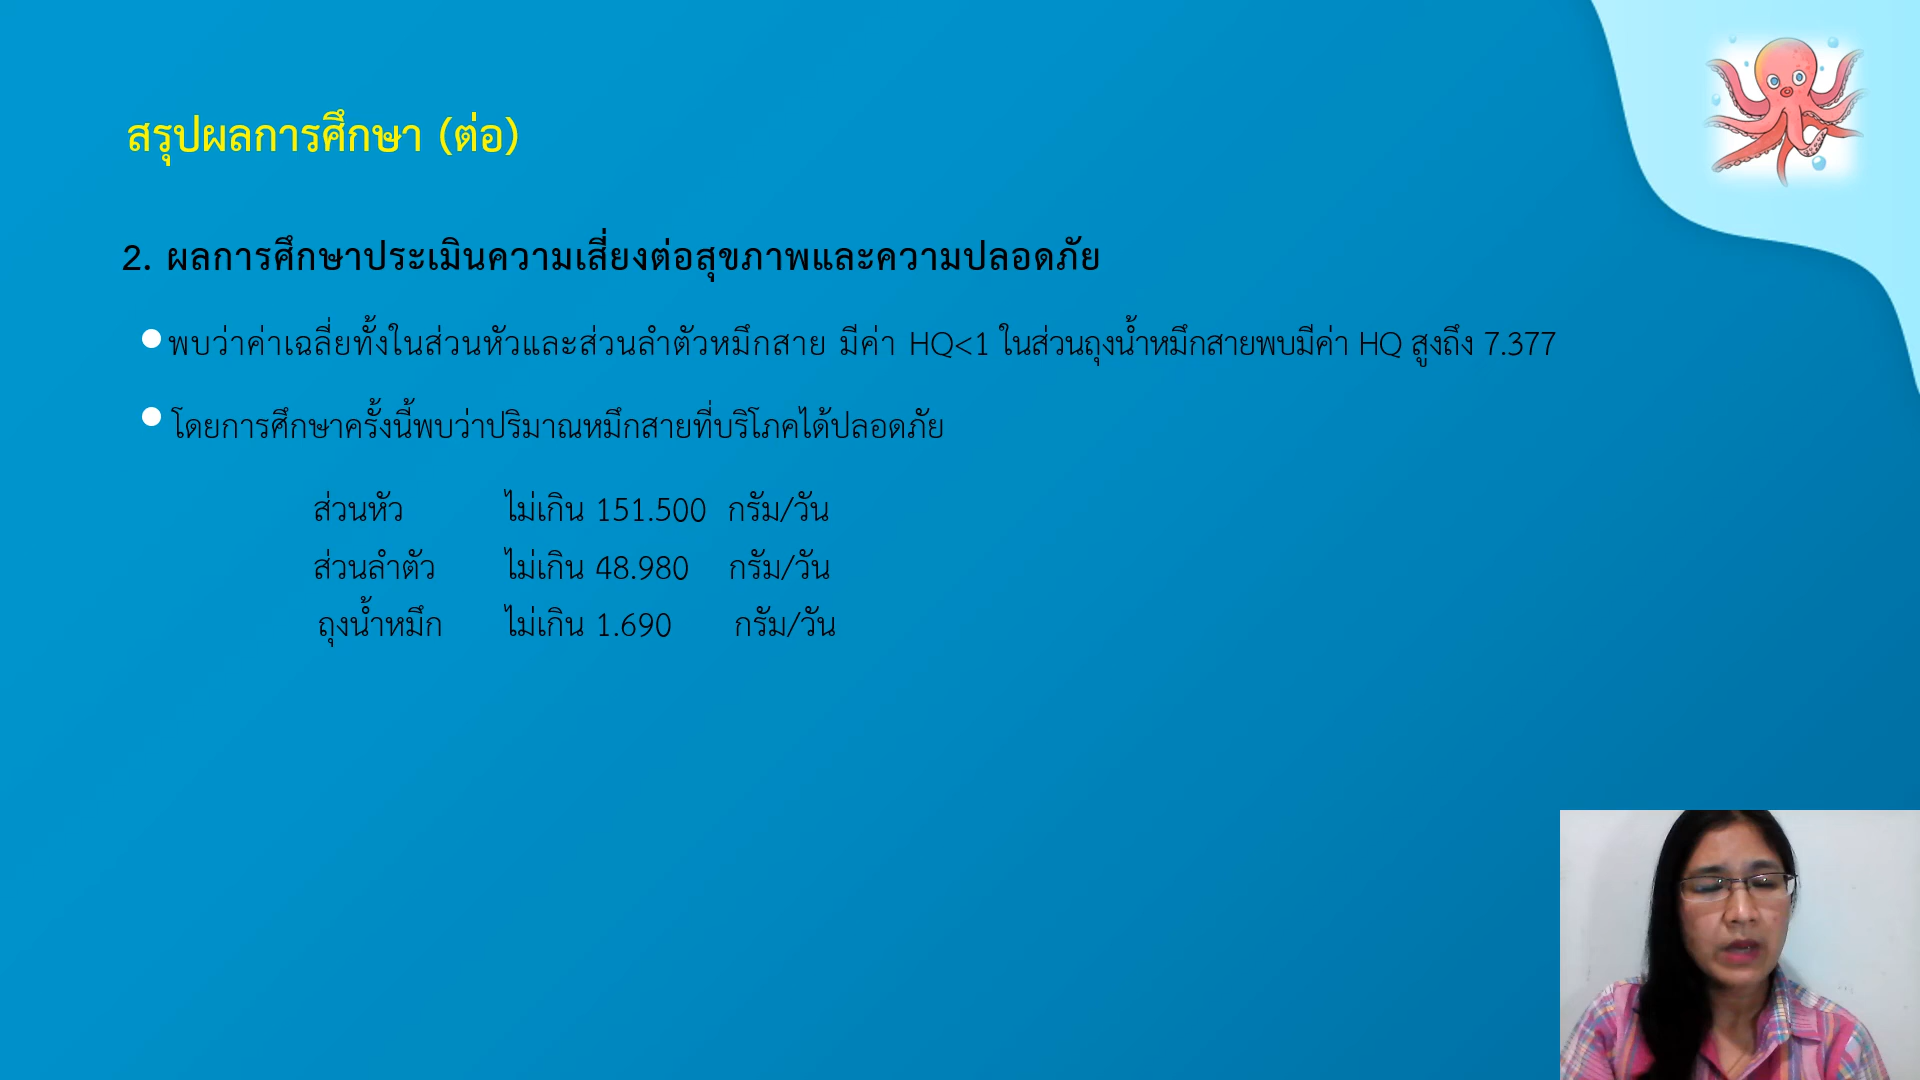 สรุปผลการศึกษา (ต่อ)
2. ผลการศึกษาประเมินความเสี่ยงต่อสุขภาพและความปลอดภัย
พบว่าค่าเฉลี่ยทั้งในส่วนหัวและส่วนลำตัวหมึกสาย มีค่า HQ<1 ในส่วนถุงน้ำหมึกสายพบมีค่า HQ สูงถึง 7.377
โดยการศึกษาครั้งนี้พบว่าปริมาณหมึกสายที่บริโภคได้ปลอดภัย
ส่วนหัว ไม่เกิน 151.500 กรัม/วัน
ส่วนลำตัว ไม่เกิน 48.980 กรัม/วัน
ถุงน้ำหมึก ไม่เกิน 1.690 กรัม/วัน